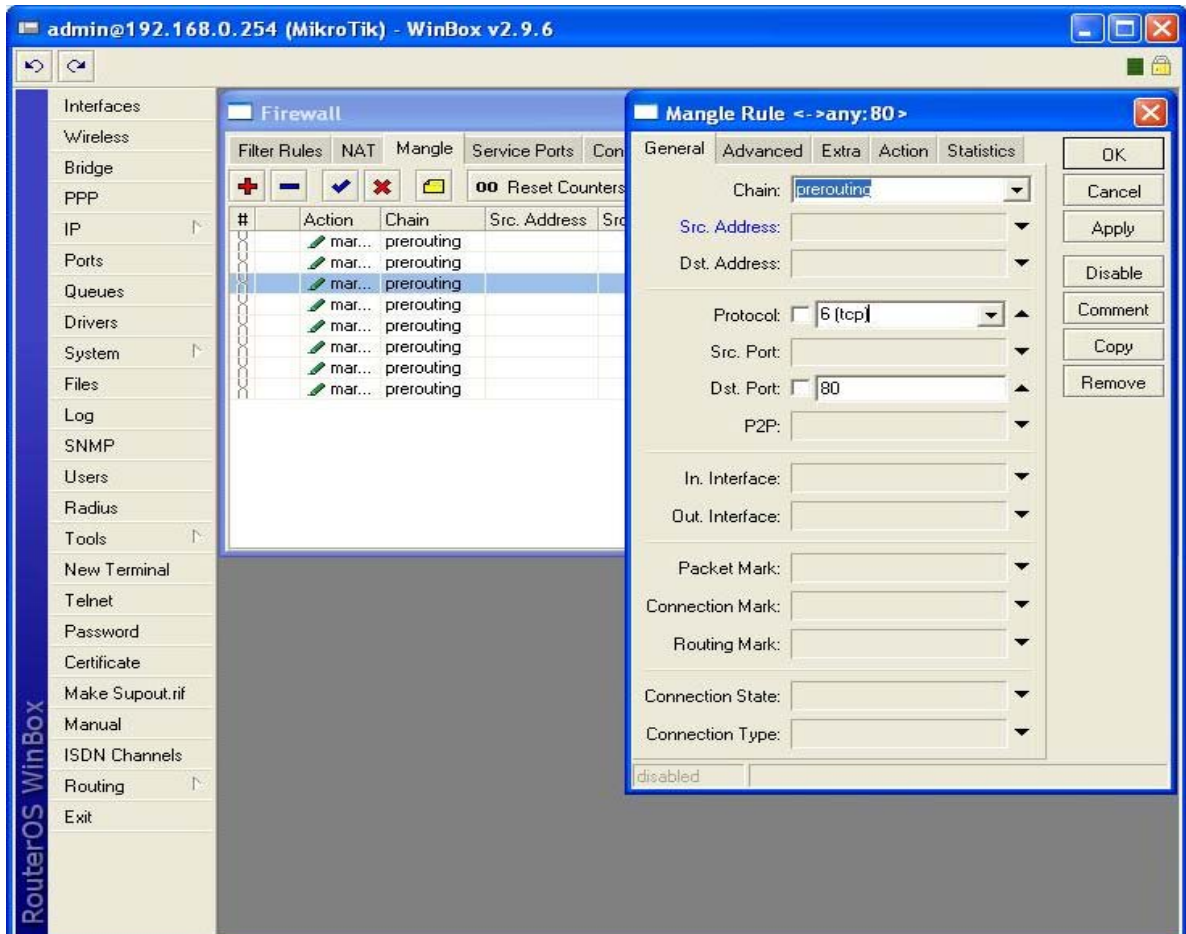 admin@192.168.0.254 (MikroTik) - WinBox v2.9.6
RouterOS WinBox
Interfaces
Wireless
Bridge
PPP
IP
Ports
Queues
Drivers
System
Files
Log
SNMP
Users
Radius
Tools
New Terminal
Telnet
Password
Certificate
Make Supout.rif
Manual
ISDN Channels
Routing
Exit
Firewall
Filter Rules NAT Mangle Service Ports Con
00 Reset Counters
# Action Chain Src. Address Src
mar... prerouting
mar... prerouting
mar... prerouting
mar... prerouting
mar... prerouting
mar... prerouting
mar... prerouting
mar... prerouting
Mangle Rule <->any:80>
General Advanced Extra Action Statistics
Chain: prerouting
Src. Address:
Dst. Address:
Protocol: 6 (tcp)
Src. Port:
Dst. Port: 80
P2P:
In. Interface:
Out. Interface:
Packet Mark:
Connection Mark:
Routing Mark:
Connection State:
Connection Type:
disabled
OK
Cancel
Apply
Disable
Comment
Copy
Remove